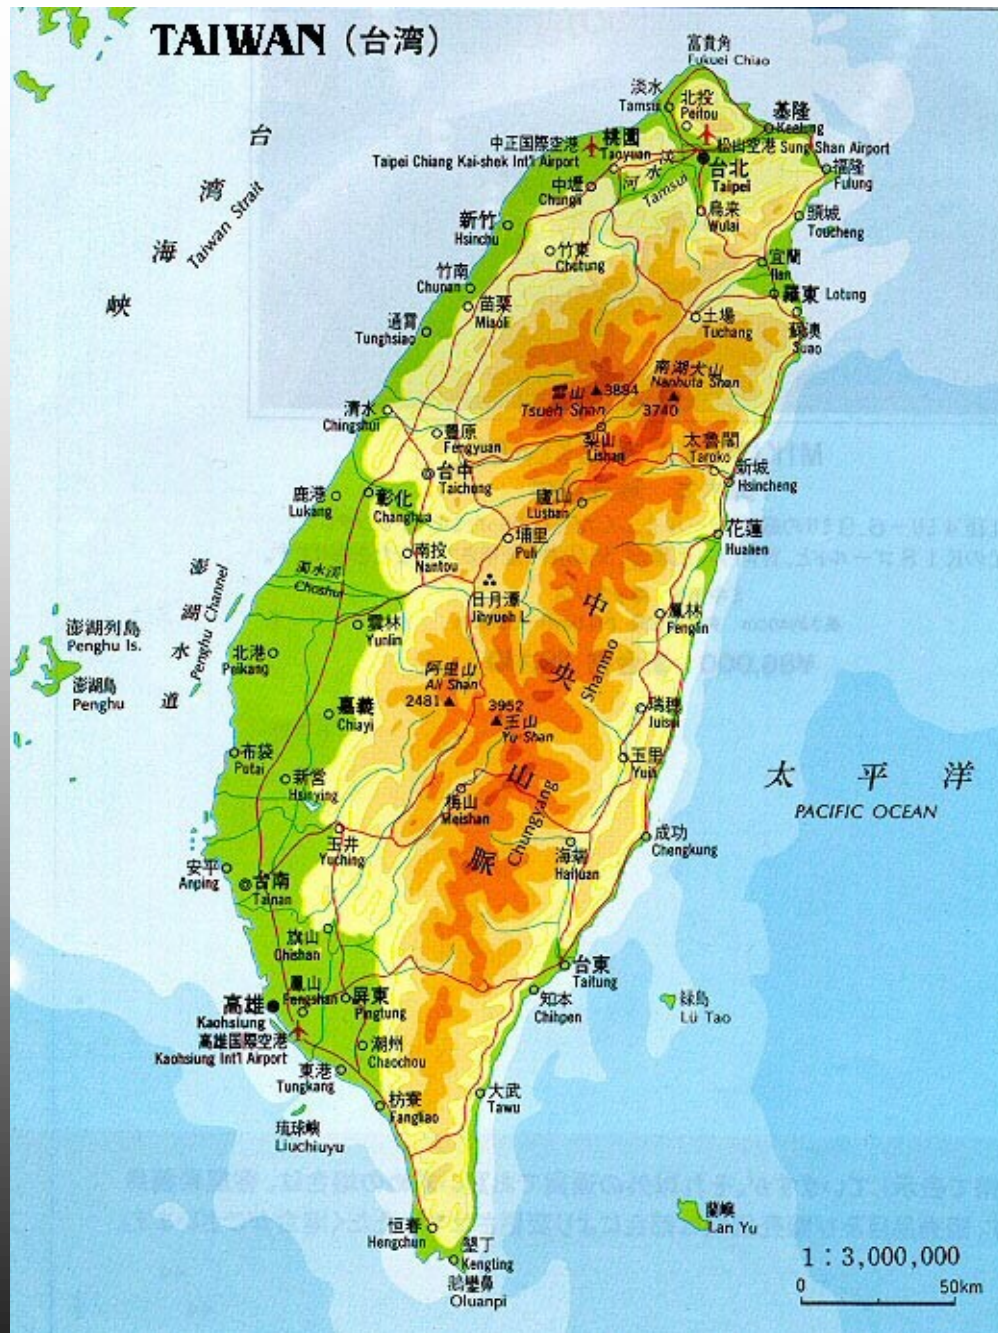 TAIWAN (台湾)
富貴角
Fukuei Chiao
淡水
Tamsui
北投
Peitou
基隆
Keelung
中正国際空港
Taipei Chiang Kai-shek Int'l Airport
桃園
Taoyuan
松山空港 Sung Shan Airport
台北
Taipei
福隆
Fulung
Tamsui
中壢
Chungli
烏来
Wulai
頭城
Toucheng
台湾海峡
Taiwan Strait
新竹
Hsinchu
竹東
Chutung
宜蘭
Ilan
竹南
Chunan
羅東 Lotung
苗栗
Miaoli
土場
Tuchang
蘇澳
Suao
通霄
Tunghsiao
南湖大山
Nanhuta Shan
3740
雪山 3884
Tsueh Shan
清水
Chingshui
豊原
Fengyuan
梨山
Lishan
太魯閣
Taroko
新城
Hsincheng
台中
Taichung
鹿港
Lukang
彰化
Changhua
廬山
Lushan
埔里
Puli
花蓮
Hualien
南投
Nantou
濁水渓
Choshui
日月潭
Jihyueh L.
澎湖水道
Penghu Channel
澎湖列島
Penghu Is.
澎湖島
Penghu
雲林
Yunlin
鳳林
Fenglin
北港
Peikang
阿里山
Ali Shan
2481
中央山脈
Chungyang Shanmo
嘉義
Chiayi
3952
玉山
Yu Shan
瑞穂
Juisui
布袋
Putai
新営
Hsinying
玉里
Yuli
梅山
Meishan
太平洋
PACIFIC OCEAN
玉井
Yuching
成功
Chengkung
海端
Haituan
安平
Anping
台南
Tainan
旗山
Chishan
台東
Taitung
鳳山
Fengshan
屏東
Pingtung
知本
Chihpen
緑島
Lü Tao
高雄
Kaohsiung
高雄国際空港
Kaohsiung Int'l Airport
潮州
Chaochou
東港
Tungkang
枋寮
Fangliao
大武
Tawu
琉球嶼
Liuchiuyu
蘭嶼
Lan Yu
恒春
Hengchun
墾丁
Kengting
鵝鑾鼻
Oluanpi
1 : 3,000,000
0 50km